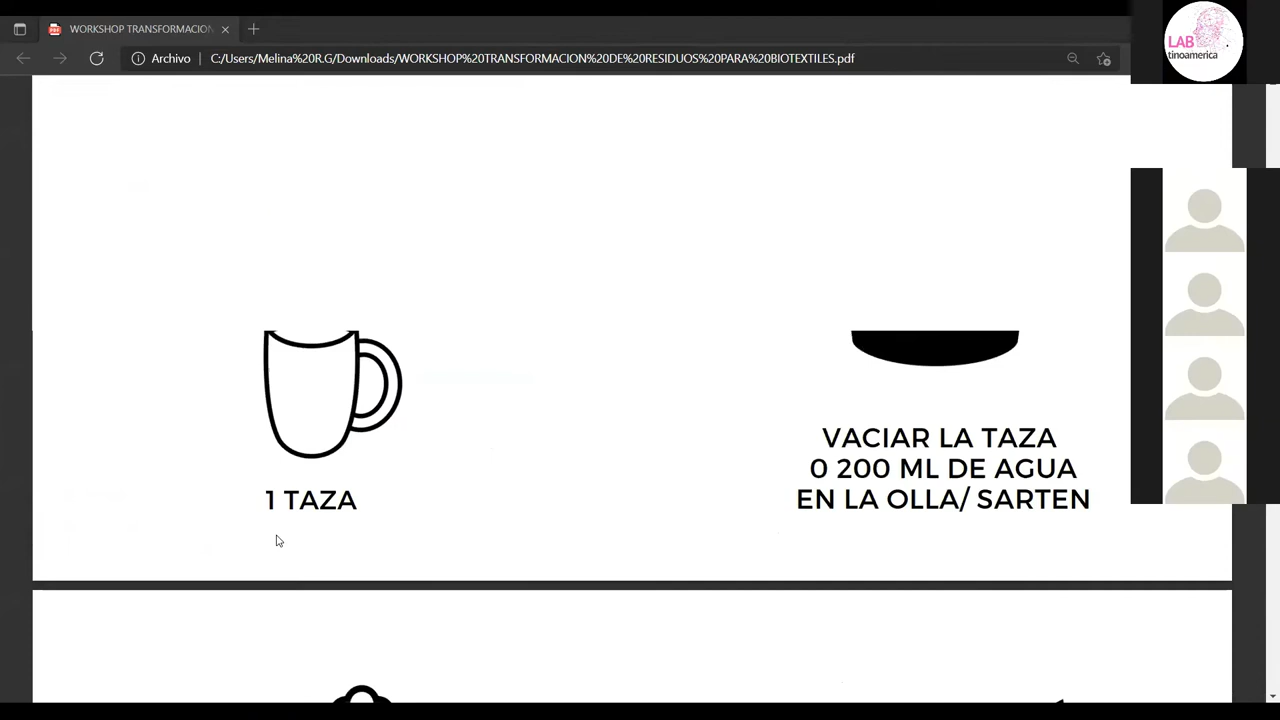 WORKSHOP TRANSFORMACION
Archivo
C:/Users/Melina%20R.G/Downloads/WORKSHOP%20TRANSFORMACION%20DE%20RESIDUOS%20PARA%20BIOTEXTILES.pdf
LAB
tinoamerica
1 TAZA
VACIAR LA TAZA
0 200 ML DE AGUA
EN LA OLLA/ SARTEN